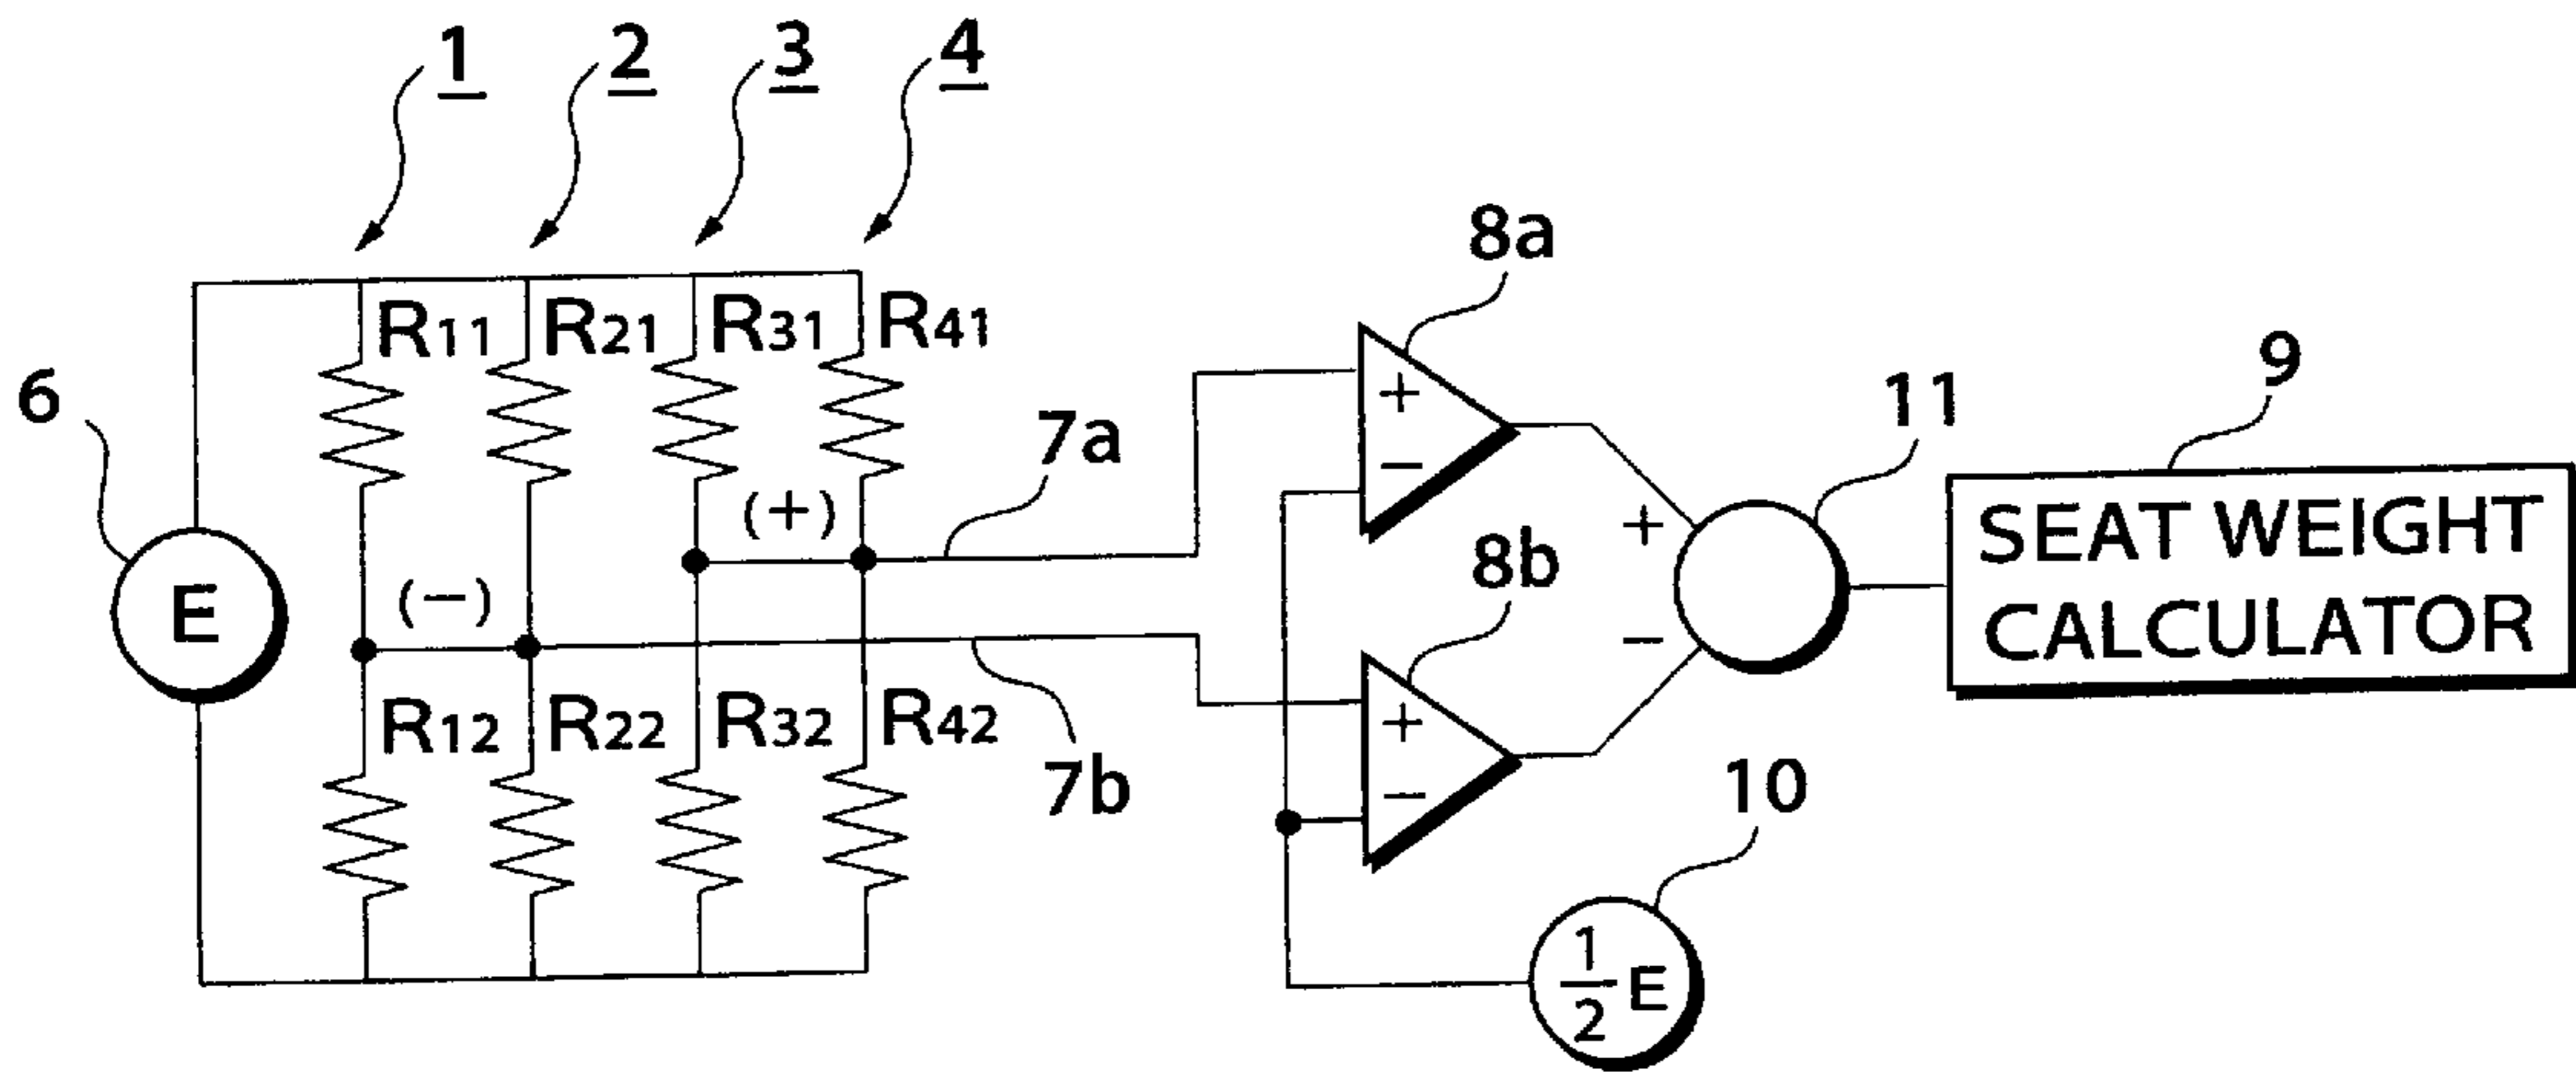 1 2 3 4
8a
R11 R21 R31 R41
9
6
11
7a
(+)
+
−
SEAT WEIGHT
CALCULATOR
+
8b
E
(−)
−
R12 R22 R32 R42
+
−
7b
10
1/2 E